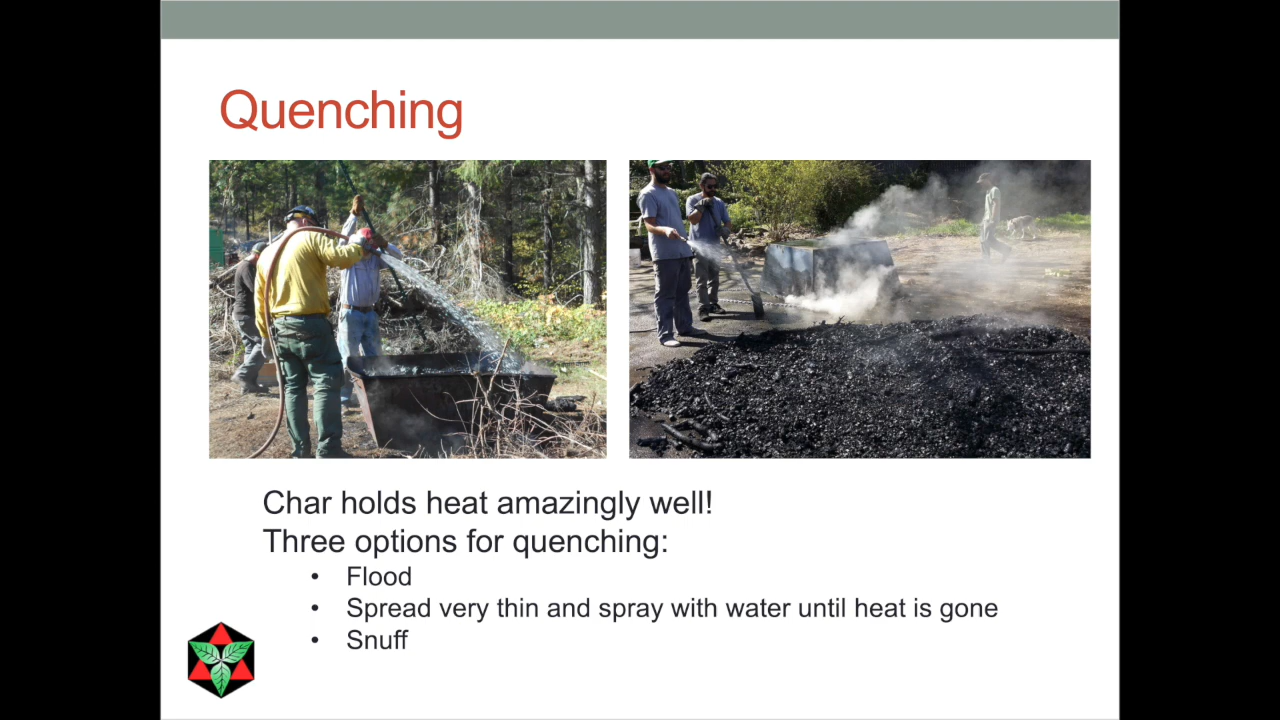 Quenching
Char holds heat amazingly well!
Three options for quenching:
• Flood
• Spread very thin and spray with water until heat is gone
• Snuff